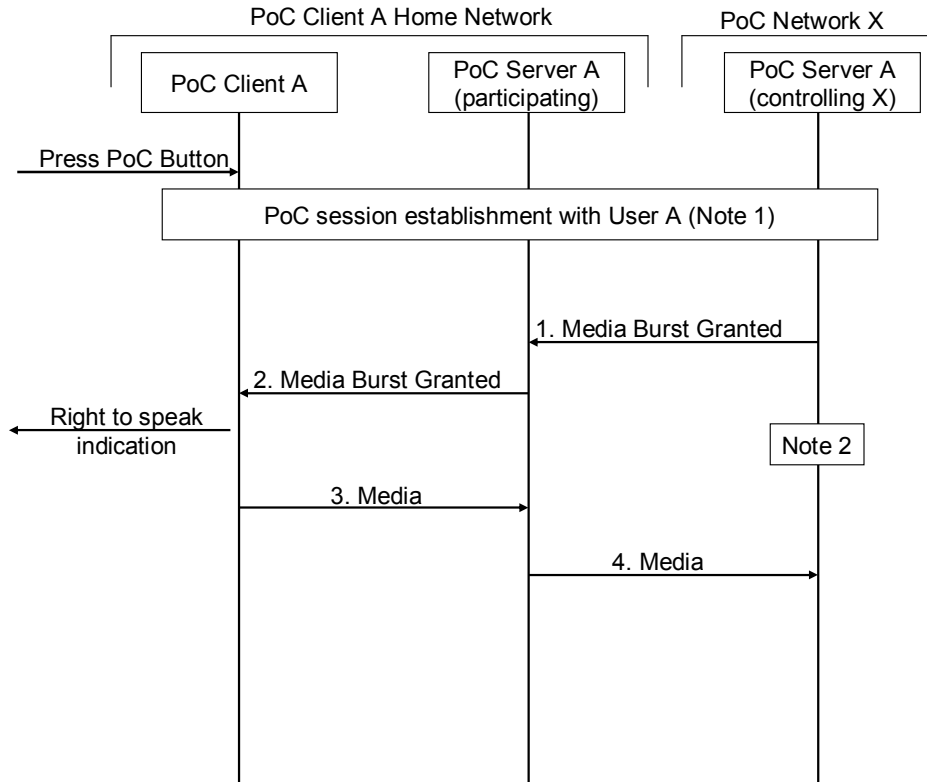 PoC Client A Home Network
PoC Network X
PoC Client A
PoC Server A
(participating)
PoC Server A
(controlling X)
Press PoC Button
PoC session establishment with User A (Note 1)
1. Media Burst Granted
2. Media Burst Granted
Right to speak
indication
Note 2
3. Media
4. Media